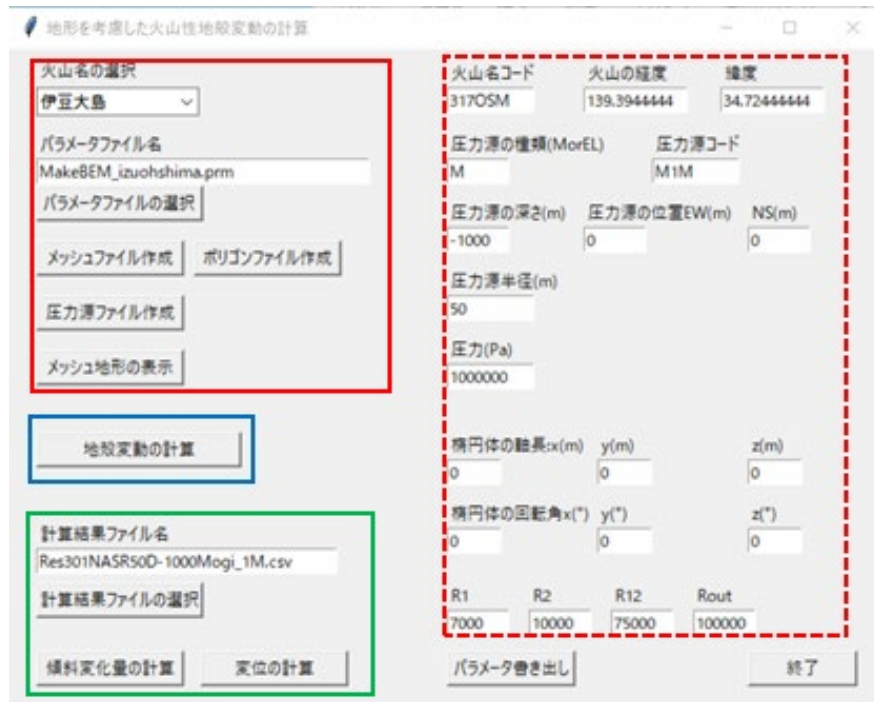 地形を考慮した火山性地殻変動の計算
火山名の選択
伊豆大島
パラメータファイル名
MakeBEM_izuohshima.prm
パラメータファイルの選択
メッシュファイル作成 ポリゴンファイル作成
圧力源ファイル作成
メッシュ地形の表示
地殻変動の計算
計算結果ファイル名
Res301NASR50D-1000Mogi_1M.csv
計算結果ファイルの選択
傾斜変化量の計算 変位の計算
火山名コード 火山の経度 緯度
317OSM 139.3944444 34.72444444
圧力源の種類(MorEL) 圧力源コード
M M1M
圧力源の深さ(m) 圧力源の位置EW(m) NS(m)
-1000 0 0
圧力源半径(m)
50
圧力(Pa)
1000000
楕円体の軸長:x(m) y(m) z(m)
0 0 0
楕円体の回転角x(°) y(°) z(°)
0 0 0
R1 R2 R12 Rout
7000 10000 75000 100000
パラメータ書き出し 終了